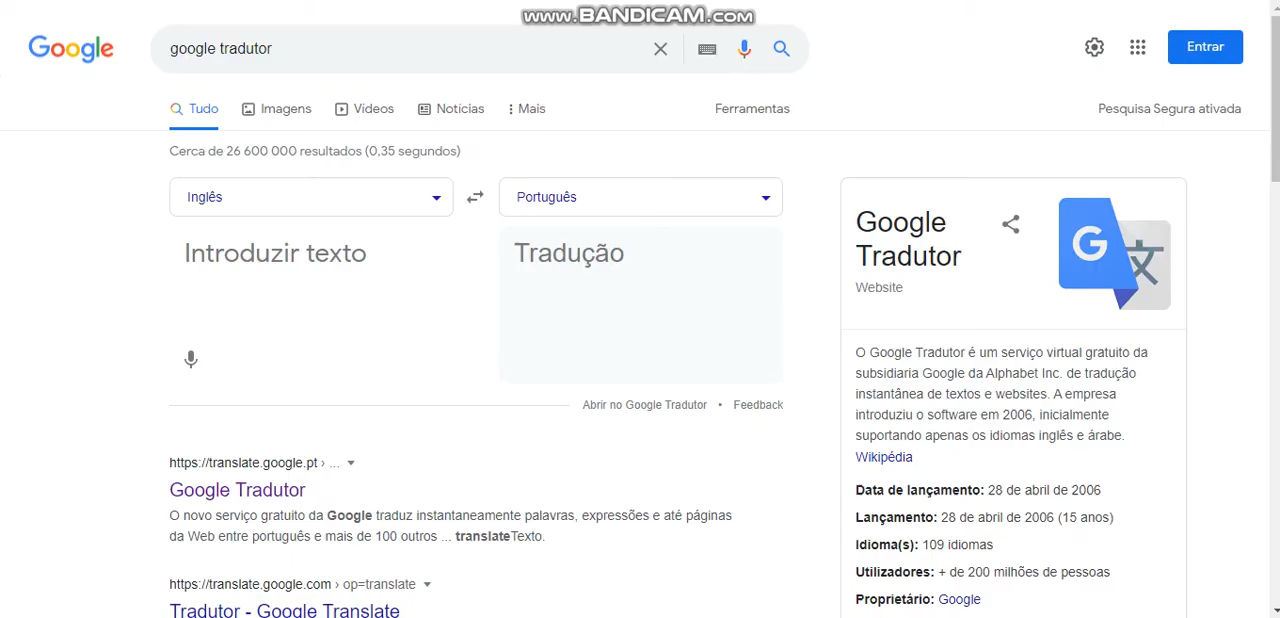 www.BANDICAM.com
Google
google tradutor
Entrar
Tudo
Imagens
Vídeos
Notícias
Mais
Ferramentas
Pesquisa Segura ativada
Cerca de 26 600 000 resultados (0,35 segundos)
Inglês
Português
Introduzir texto
Tradução
Abrir no Google Tradutor • Feedback
https://translate.google.pt › ...
Google Tradutor
O novo serviço gratuito da Google traduz instantaneamente palavras, expressões e até páginas
da Web entre português e mais de 100 outros ... translateTexto.
https://translate.google.com › op=translate
Tradutor - Google Translate
Google
Tradutor
Website
G
文
O Google Tradutor é um serviço virtual gratuito da
subsidiaria Google da Alphabet Inc. de tradução
instantânea de textos e websites. A empresa
introduziu o software em 2006, inicialmente
suportando apenas os idiomas inglês e árabe.
Wikipédia
Data de lançamento: 28 de abril de 2006
Lançamento: 28 de abril de 2006 (15 anos)
Idioma(s): 109 idiomas
Utilizadores: + de 200 milhões de pessoas
Proprietário: Google